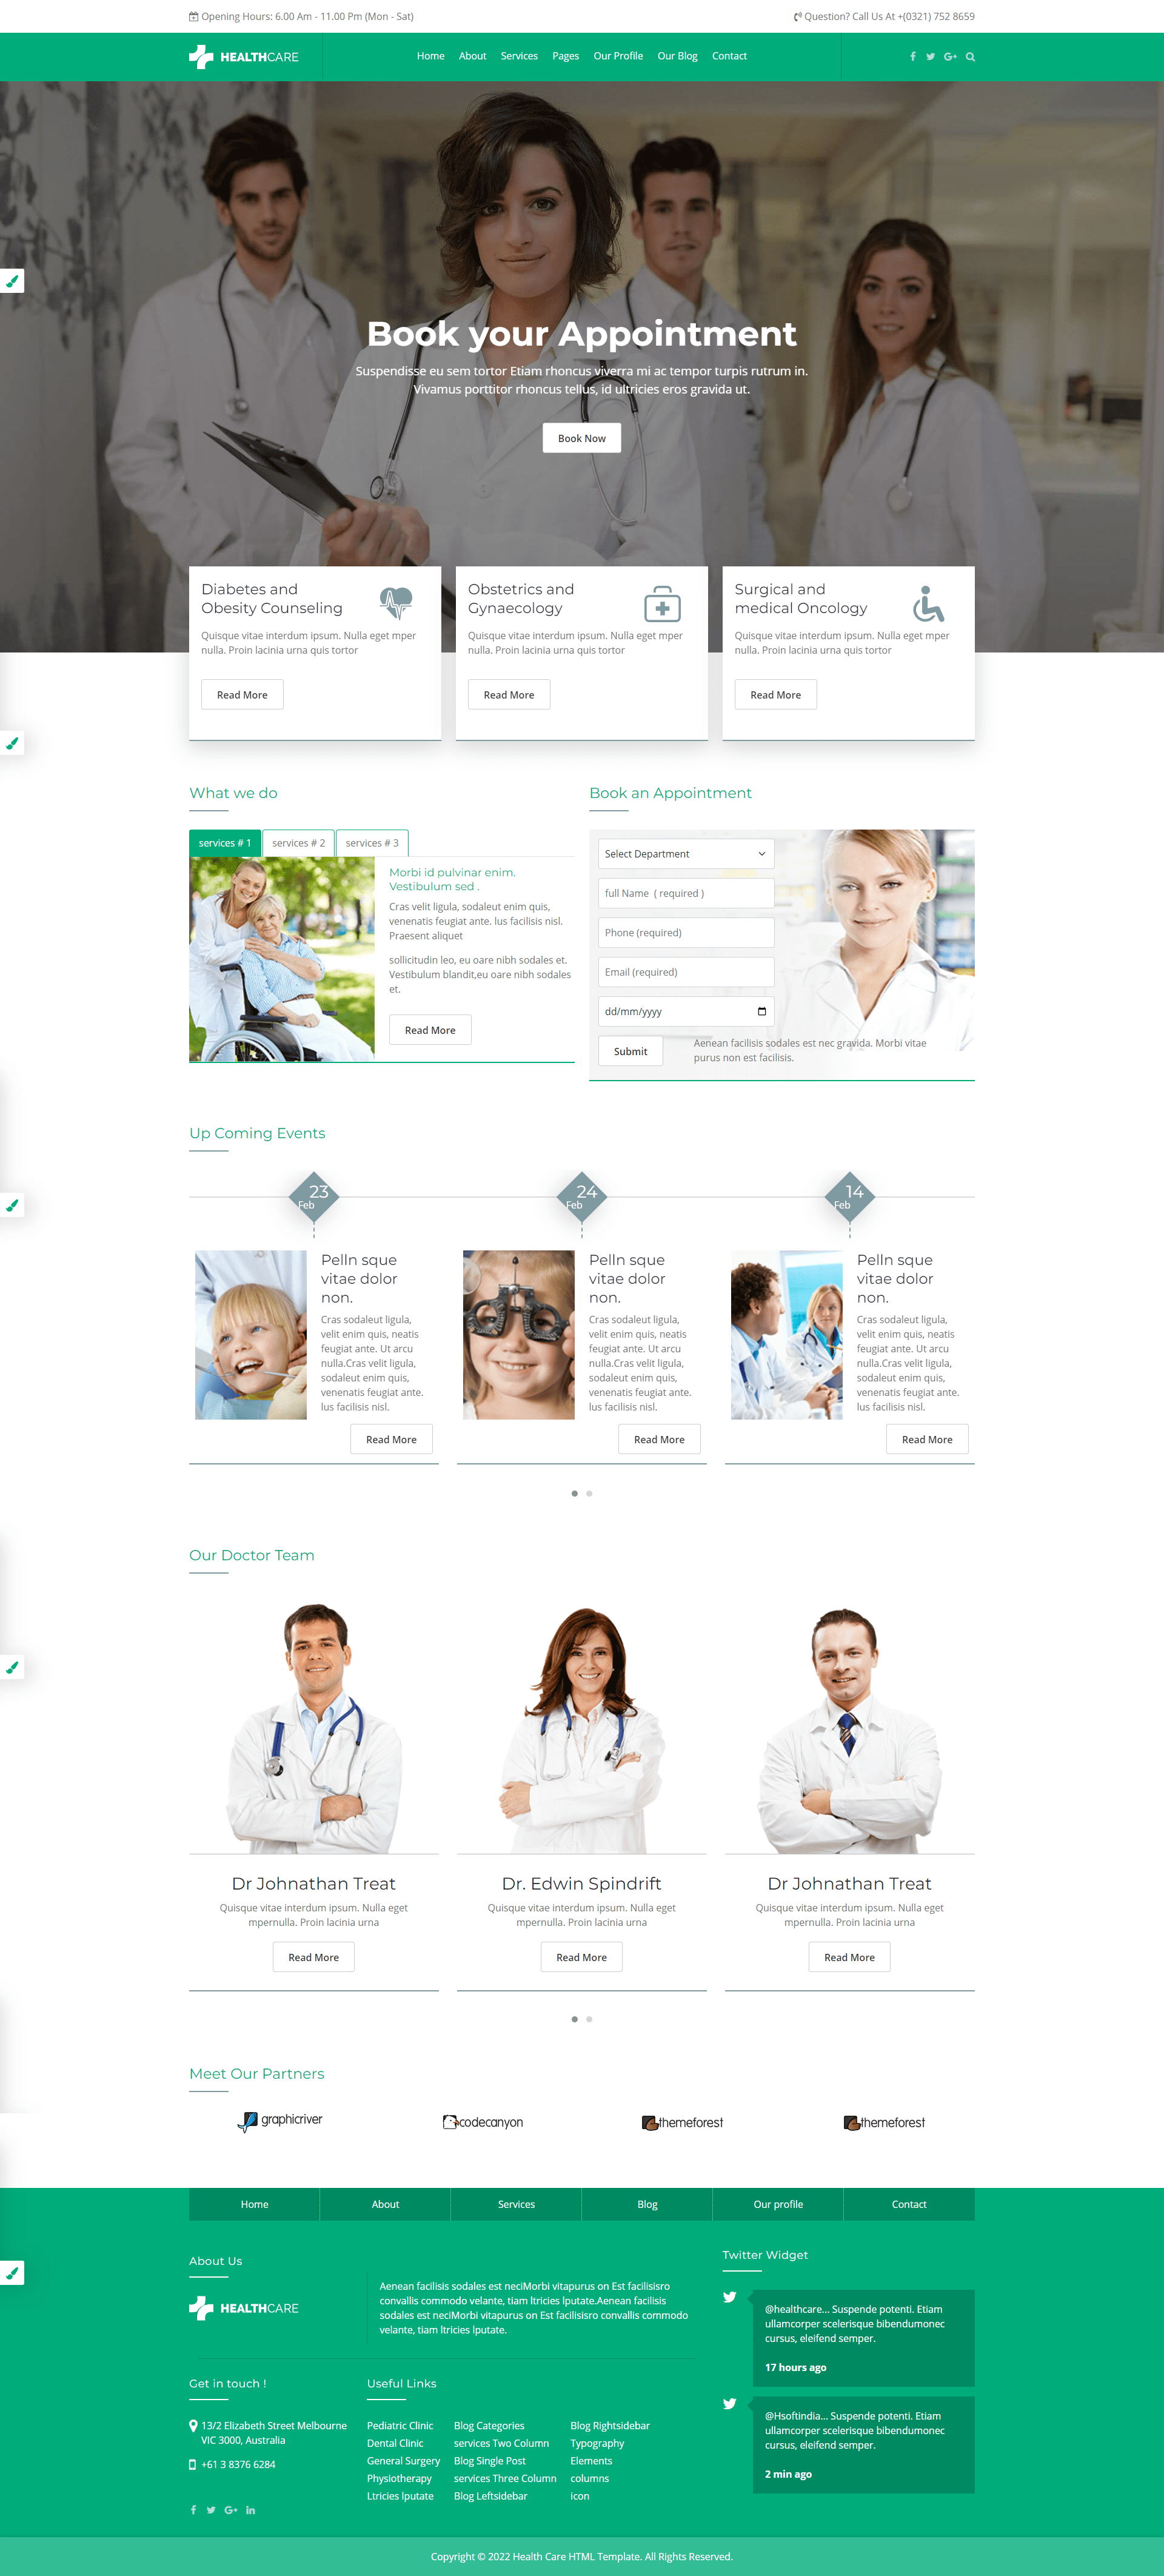 Opening Hours: 6.00 Am - 11.00 Pm (Mon - Sat)
Question? Call Us At +(0321) 752 8659
HEALTHCARE
Home About Services Pages Our Profile Our Blog Contact
Book your Appointment
Suspendisse eu sem tortor Etiam rhoncus viverra mi ac tempor turpis rutrum in.
Vivamus porttitor rhoncus tellus, id ultricies eros gravida ut.
Book Now
Diabetes and
Obesity Counseling
Quisque vitae interdum ipsum. Nulla eget mper
nulla. Proin lacinia urna quis tortor
Read More
Obstetrics and
Gynaecology
Quisque vitae interdum ipsum. Nulla eget mper
nulla. Proin lacinia urna quis tortor
Read More
Surgical and
medical Oncology
Quisque vitae interdum ipsum. Nulla eget mper
nulla. Proin lacinia urna quis tortor
Read More
What we do
services # 1 services # 2 services # 3
Morbi id pulvinar enim.
Vestibulum sed .
Cras velit ligula, sodaleut enim quis,
venenatis feugiat ante. lus facilisis nisl.
Praesent aliquet
sollicitudin leo, eu oare nibh sodales et.
Vestibulum blandit,eu oare nibh sodales
et.
Read More
Book an Appointment
Select Department
full Name ( required )
Phone (required)
Email (required)
dd/mm/yyyy
Submit
Aenean facilisis sodales est nec gravida. Morbi vitae
purus non est facilisis.
Up Coming Events
23
Feb
24
Feb
14
Feb
Pelln sque
vitae dolor
non.
Cras sodaleut ligula,
velit enim quis, neatis
feugiat ante. Ut arcu
nulla.Cras velit ligula,
sodaleut enim quis,
venenatis feugiat ante.
lus facilisis nisl.
Read More
Pelln sque
vitae dolor
non.
Cras sodaleut ligula,
velit enim quis, neatis
feugiat ante. Ut arcu
nulla.Cras velit ligula,
sodaleut enim quis,
venenatis feugiat ante.
lus facilisis nisl.
Read More
Pelln sque
vitae dolor
non.
Cras sodaleut ligula,
velit enim quis, neatis
feugiat ante. Ut arcu
nulla.Cras velit ligula,
sodaleut enim quis,
venenatis feugiat ante.
lus facilisis nisl.
Read More
Our Doctor Team
Dr Johnathan Treat
Quisque vitae interdum ipsum. Nulla eget
mpernulla. Proin lacinia urna
Read More
Dr. Edwin Spindrift
Quisque vitae interdum ipsum. Nulla eget
mpernulla. Proin lacinia urna
Read More
Dr Johnathan Treat
Quisque vitae interdum ipsum. Nulla eget
mpernulla. Proin lacinia urna
Read More
Meet Our Partners
graphicriver
codecanyon
themeforest
themeforest
Home About Services Blog Our profile Contact
About Us
HEALTHCARE
Aenean facilisis sodales est neciMorbi vitapurus on Est facilisisro
convallis commodo velante, tiam ltricies lputate.Aenean facilisis
sodales est neciMorbi vitapurus on Est facilisisro convallis commodo
velante, tiam ltricies lputate.
Get in touch !
13/2 Elizabeth Street Melbourne
VIC 3000, Australia
+61 3 8376 6284
Useful Links
Pediatric Clinic
Dental Clinic
General Surgery
Physiotherapy
Ltricies lputate
Blog Categories
services Two Column
Blog Single Post
services Three Column
Blog Leftsidebar
Blog Rightsidebar
Typography
Elements
columns
icon
Twitter Widget
@healthcare... Suspende potenti. Etiam
ullamcorper scelerisque bibendumonec
cursus, eleifend semper.
17 hours ago
@Hsoftindia... Suspende potenti. Etiam
ullamcorper scelerisque bibendumonec
cursus, eleifend semper.
2 min ago
Copyright © 2022 Health Care HTML Template. All Rights Reserved.